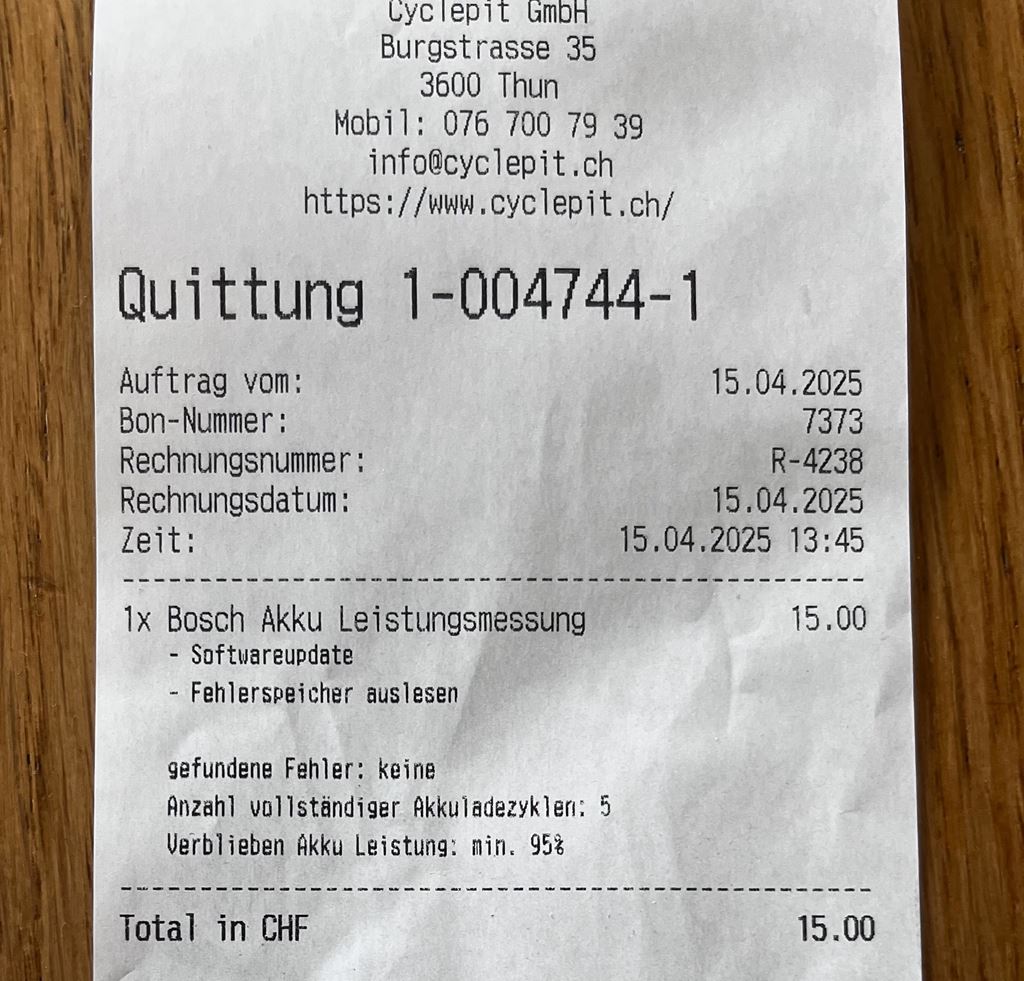 Cyclepit GmbH
Burgstrasse 35
3600 Thun
Mobil: 076 700 79 39
info@cyclepit.ch
https://www.cyclepit.ch/
Quittung 1-004744-1
Auftrag vom: 15.04.2025
Bon-Nummer: 7373
Rechnungsnummer: R-4238
Rechnungsdatum: 15.04.2025
Zeit: 15.04.2025 13:45
1x Bosch Akku Leistungsmessung 15.00
- Softwareupdate
- Fehlerspeicher auslesen
gefundene Fehler: keine
Anzahl vollständiger Akkuladezyklen: 5
Verblieben Akku Leistung: min. 95%
Total in CHF 15.00